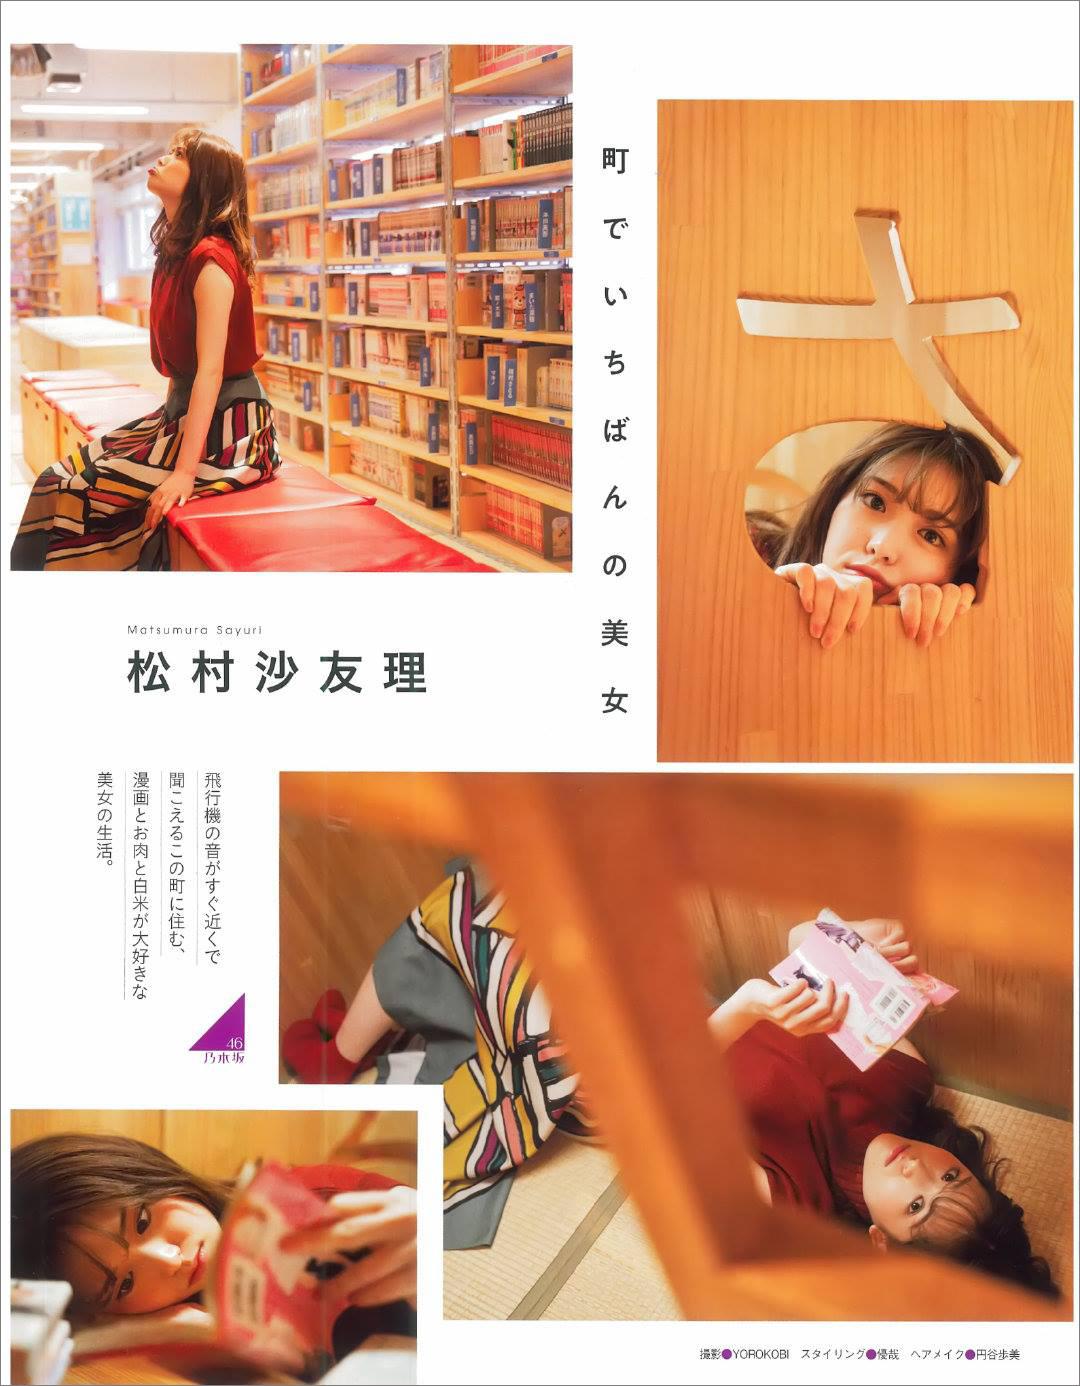 町でいちばんの美女
Matsumura Sayuri
松村沙友理
飛行機の音がすぐ近くで
聞こえるこの町に住む、
漫画とお肉と白米が大好きな
美女の生活。
46
乃木坂
撮影●YOROKOBI　スタイリング●優哉　ヘアメイク●円谷歩美